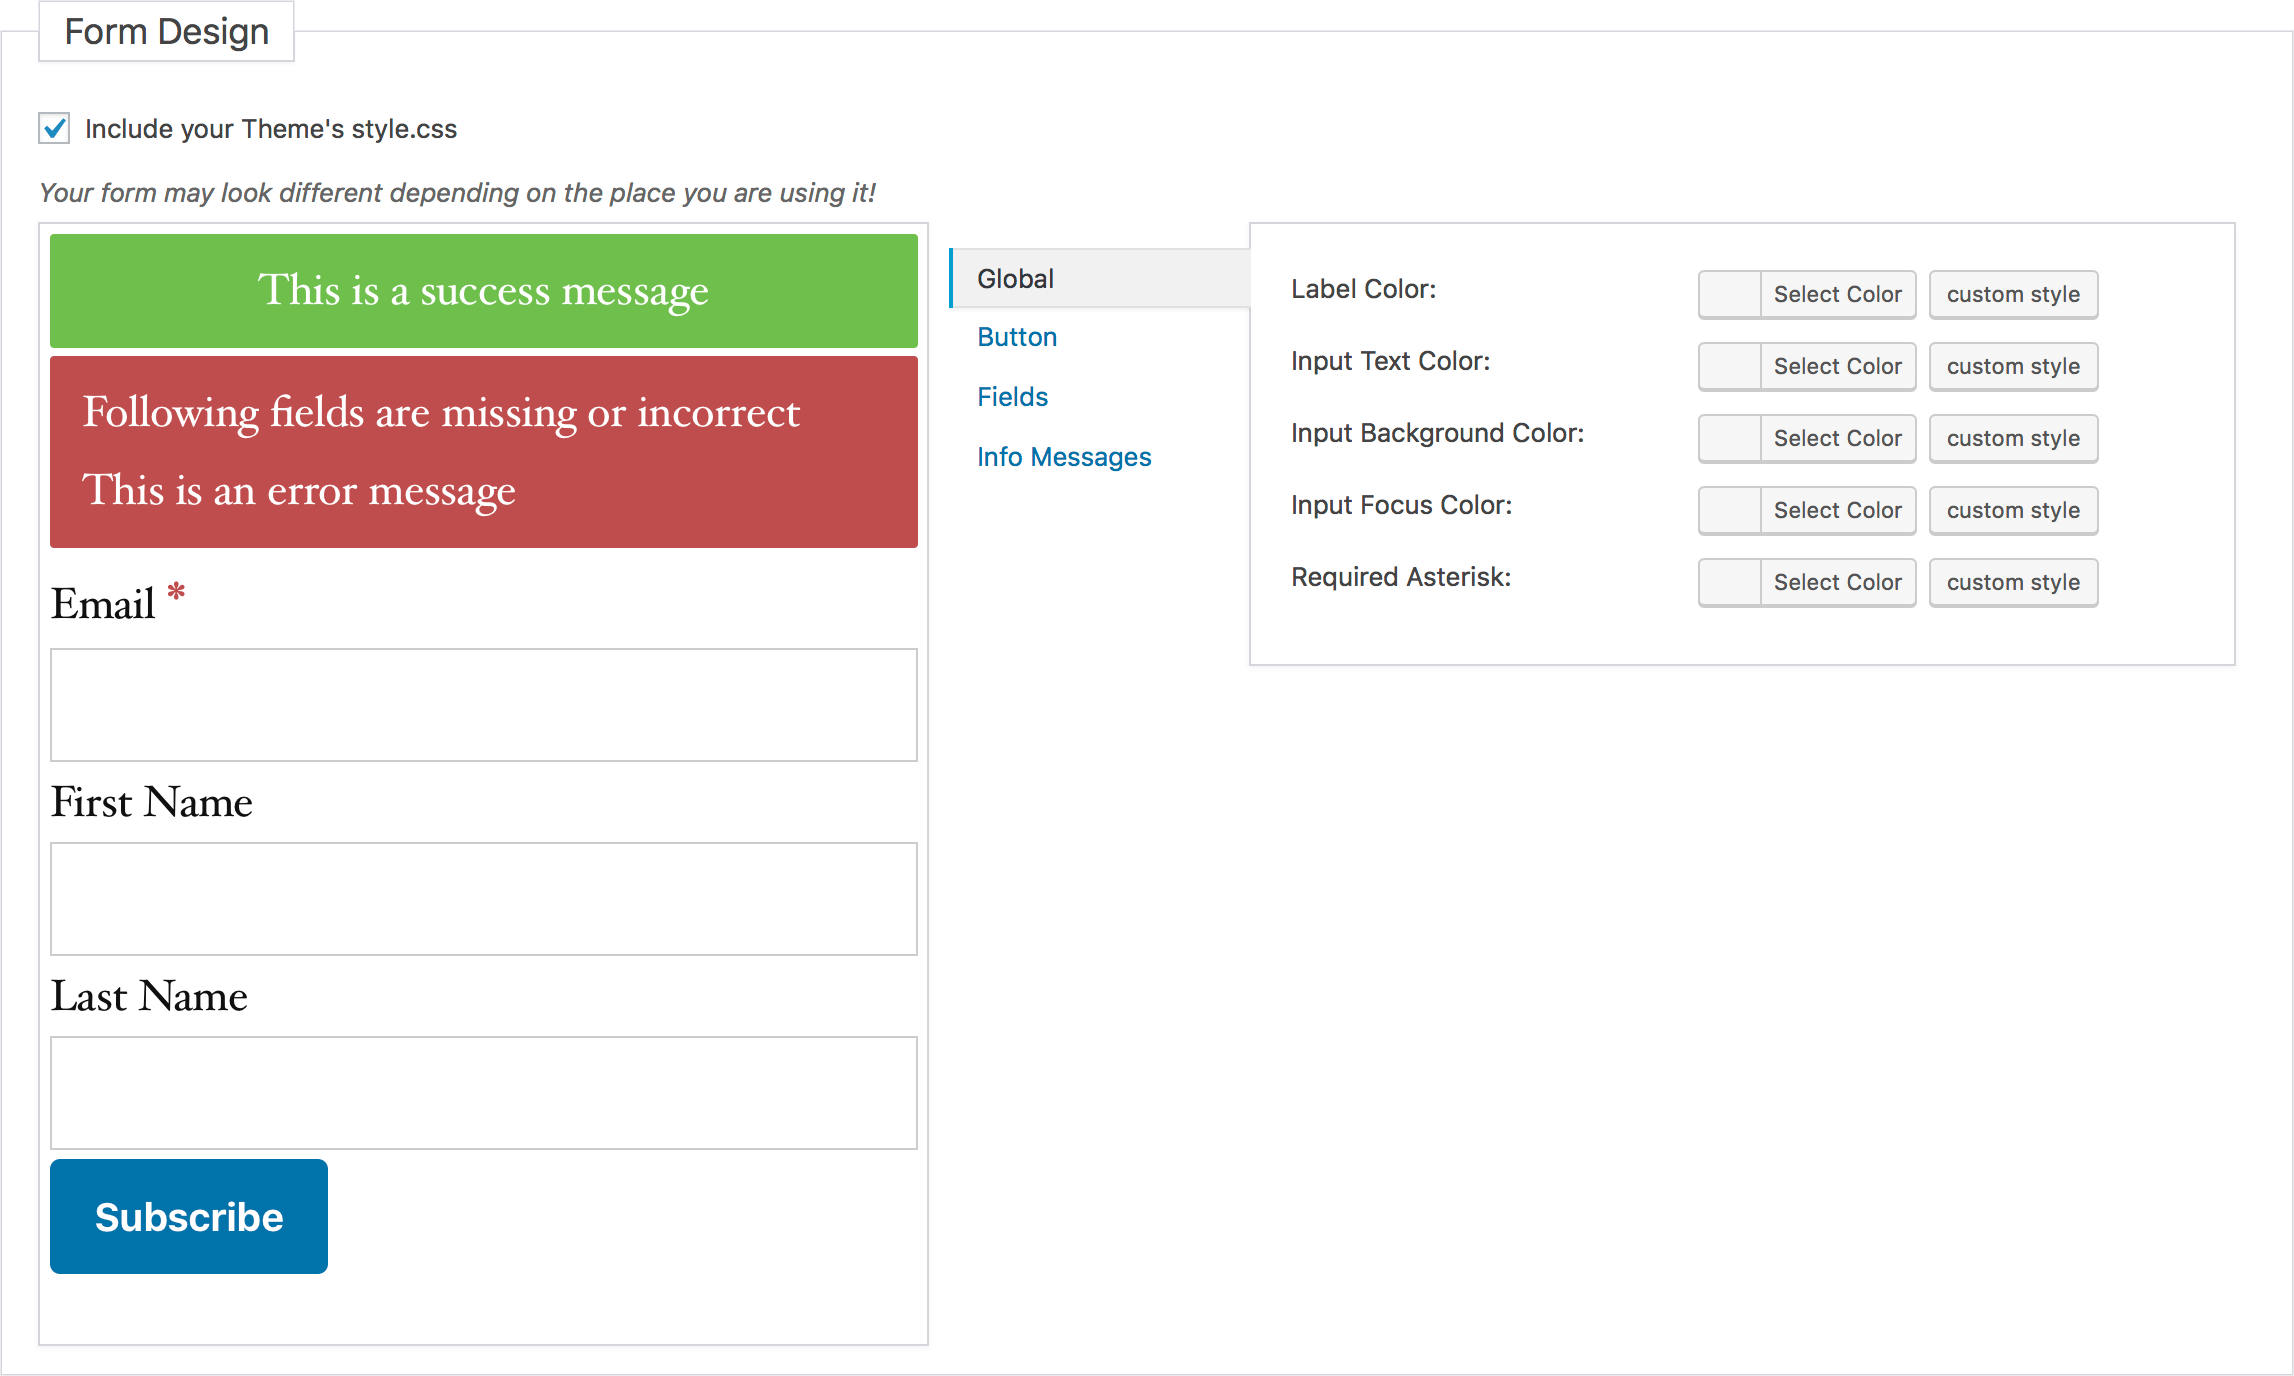 Form Design
Include your Theme's style.css
Your form may look different depending on the place you are using it!
This is a success message
Following fields are missing or incorrect
This is an error message
Email *
First Name
Last Name
Subscribe
Global
Button
Fields
Info Messages
Label Color: Select Color custom style
Input Text Color: Select Color custom style
Input Background Color: Select Color custom style
Input Focus Color: Select Color custom style
Required Asterisk: Select Color custom style